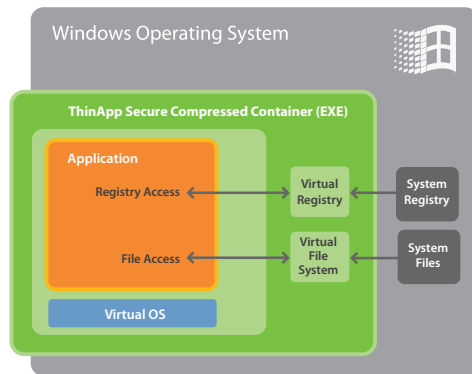 Windows Operating System
ThinApp Secure Compressed Container (EXE)
Application
Registry Access
Virtual
Registry
System
Registry
File Access
Virtual
File
System
System
Files
Virtual OS